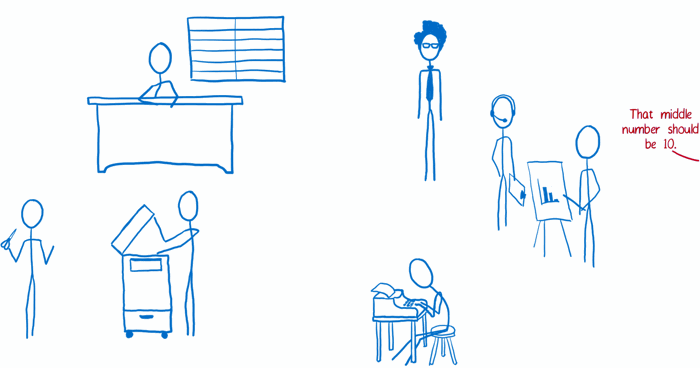 That middle
number should
be 10.